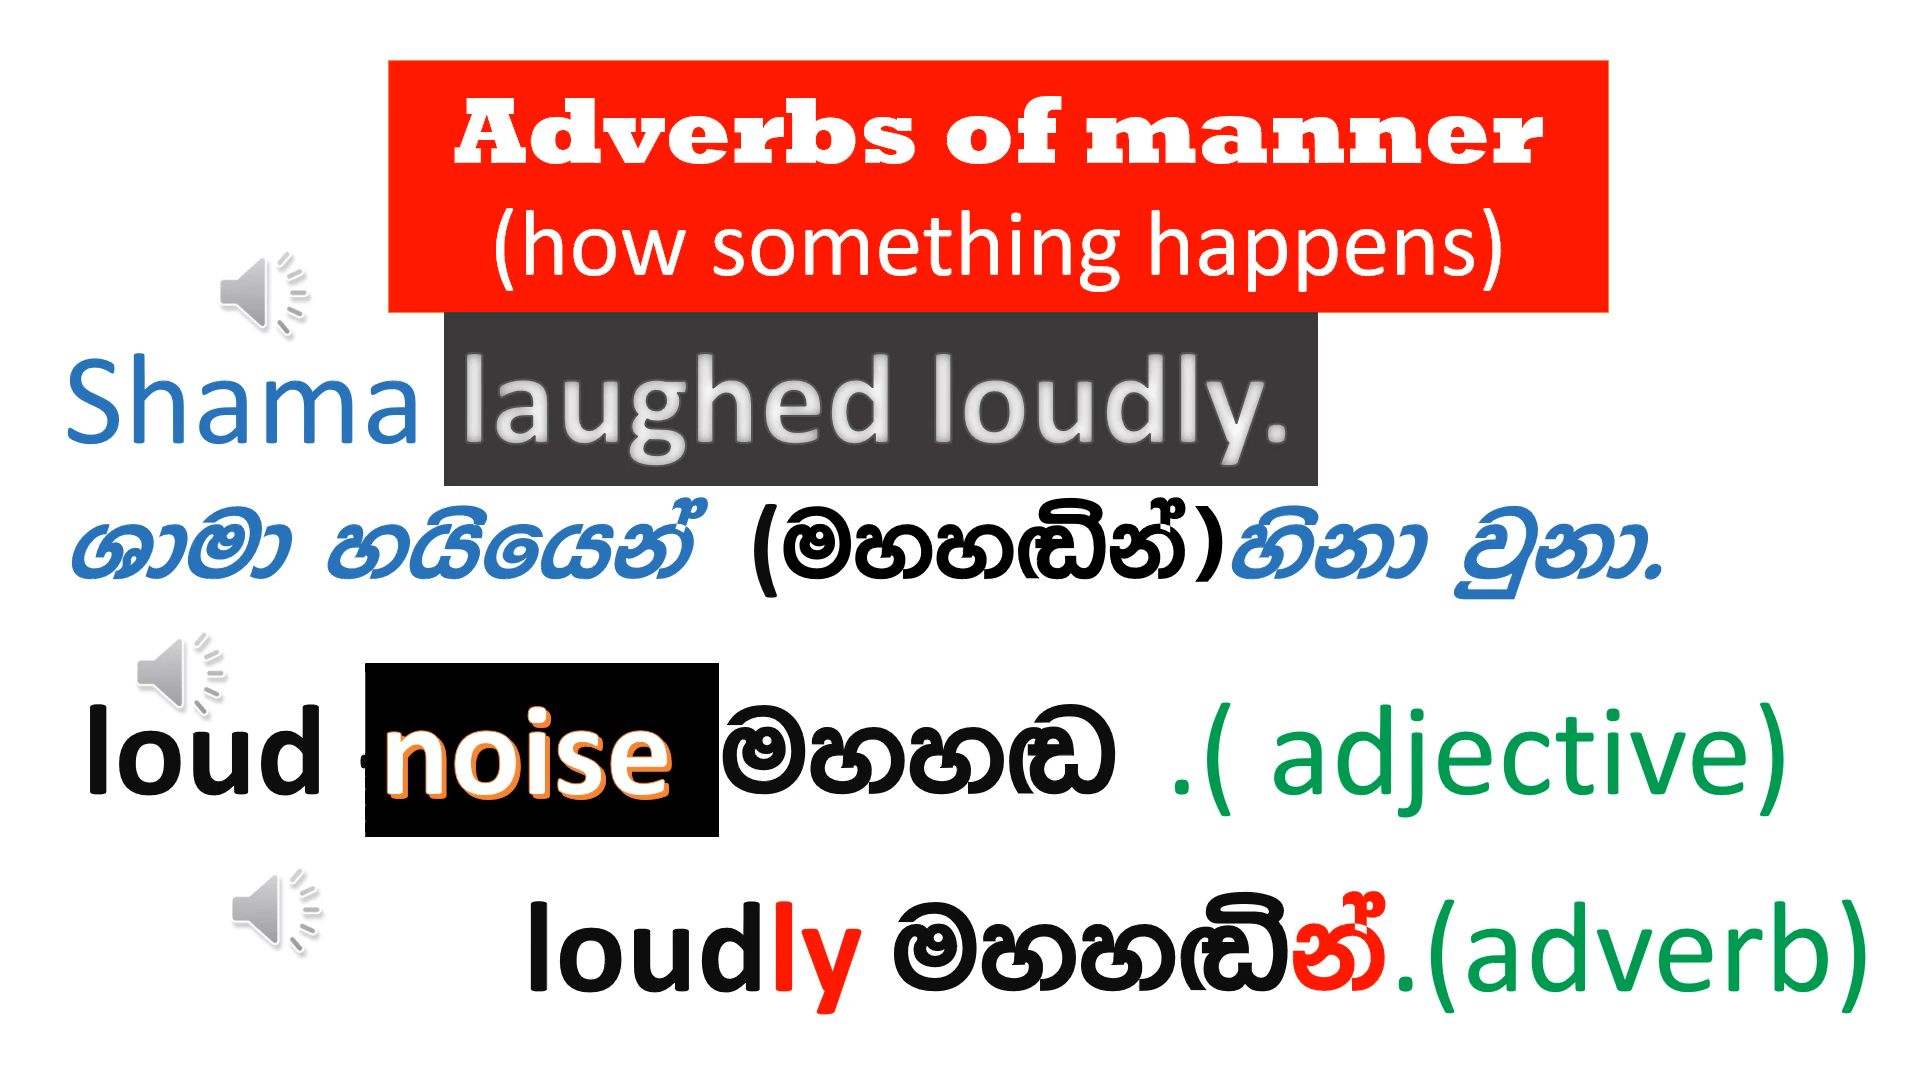 Adverbs of manner
(how something happens)
Shama laughed loudly.
ශාමා හයියෙන් (මහහඬින්)හිනා වුනා.
loud noise මහහඬ .( adjective)
loudly මහහඬින්.(adverb)